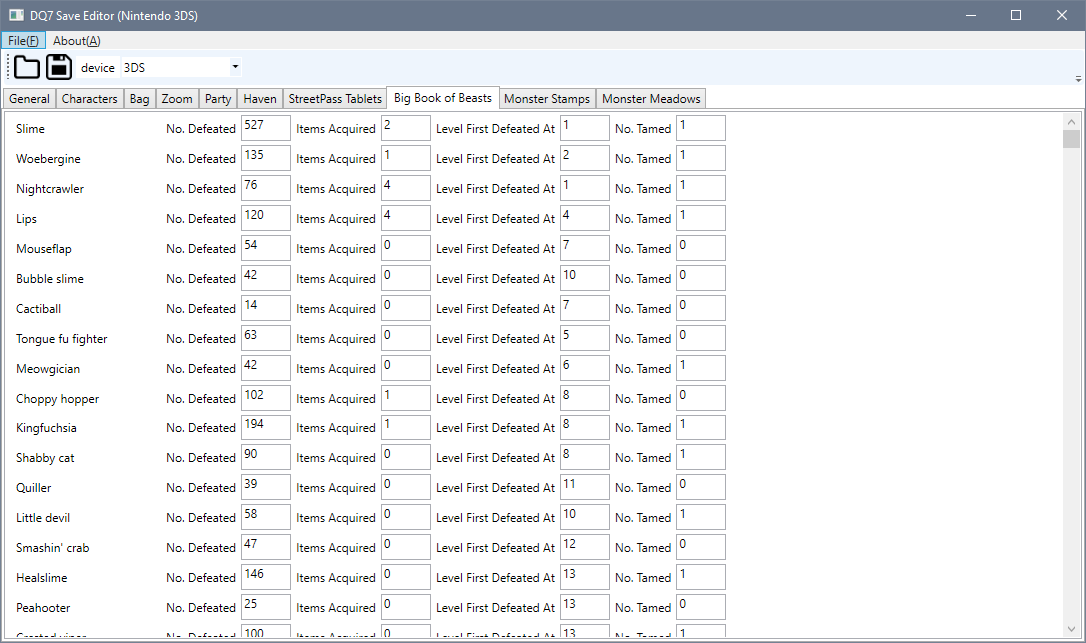 DQ7 Save Editor (Nintendo 3DS)
File(F) About(A)
device 3DS
General Characters Bag Zoom Party Haven StreetPass Tablets Big Book of Beasts Monster Stamps Monster Meadows
Slime No. Defeated 527 Items Acquired 2 Level First Defeated At 1 No. Tamed 1
Woebergine No. Defeated 135 Items Acquired 1 Level First Defeated At 2 No. Tamed 1
Nightcrawler No. Defeated 76 Items Acquired 4 Level First Defeated At 1 No. Tamed 1
Lips No. Defeated 120 Items Acquired 4 Level First Defeated At 4 No. Tamed 1
Mouseflap No. Defeated 54 Items Acquired 0 Level First Defeated At 7 No. Tamed 0
Bubble slime No. Defeated 42 Items Acquired 0 Level First Defeated At 10 No. Tamed 0
Cactiball No. Defeated 14 Items Acquired 0 Level First Defeated At 7 No. Tamed 0
Tongue fu fighter No. Defeated 63 Items Acquired 0 Level First Defeated At 5 No. Tamed 0
Meowgician No. Defeated 42 Items Acquired 0 Level First Defeated At 6 No. Tamed 1
Choppy hopper No. Defeated 102 Items Acquired 1 Level First Defeated At 8 No. Tamed 0
Kingfuchsia No. Defeated 194 Items Acquired 1 Level First Defeated At 8 No. Tamed 1
Shabby cat No. Defeated 90 Items Acquired 0 Level First Defeated At 8 No. Tamed 1
Quiller No. Defeated 39 Items Acquired 0 Level First Defeated At 11 No. Tamed 0
Little devil No. Defeated 58 Items Acquired 0 Level First Defeated At 10 No. Tamed 1
Smashin' crab No. Defeated 47 Items Acquired 0 Level First Defeated At 12 No. Tamed 0
Healslime No. Defeated 146 Items Acquired 0 Level First Defeated At 13 No. Tamed 1
Peahooter No. Defeated 25 Items Acquired 0 Level First Defeated At 13 No. Tamed 0
No. Defeated 100 Items Acquired 0 Level First Defeated At 13 No. Tamed 1